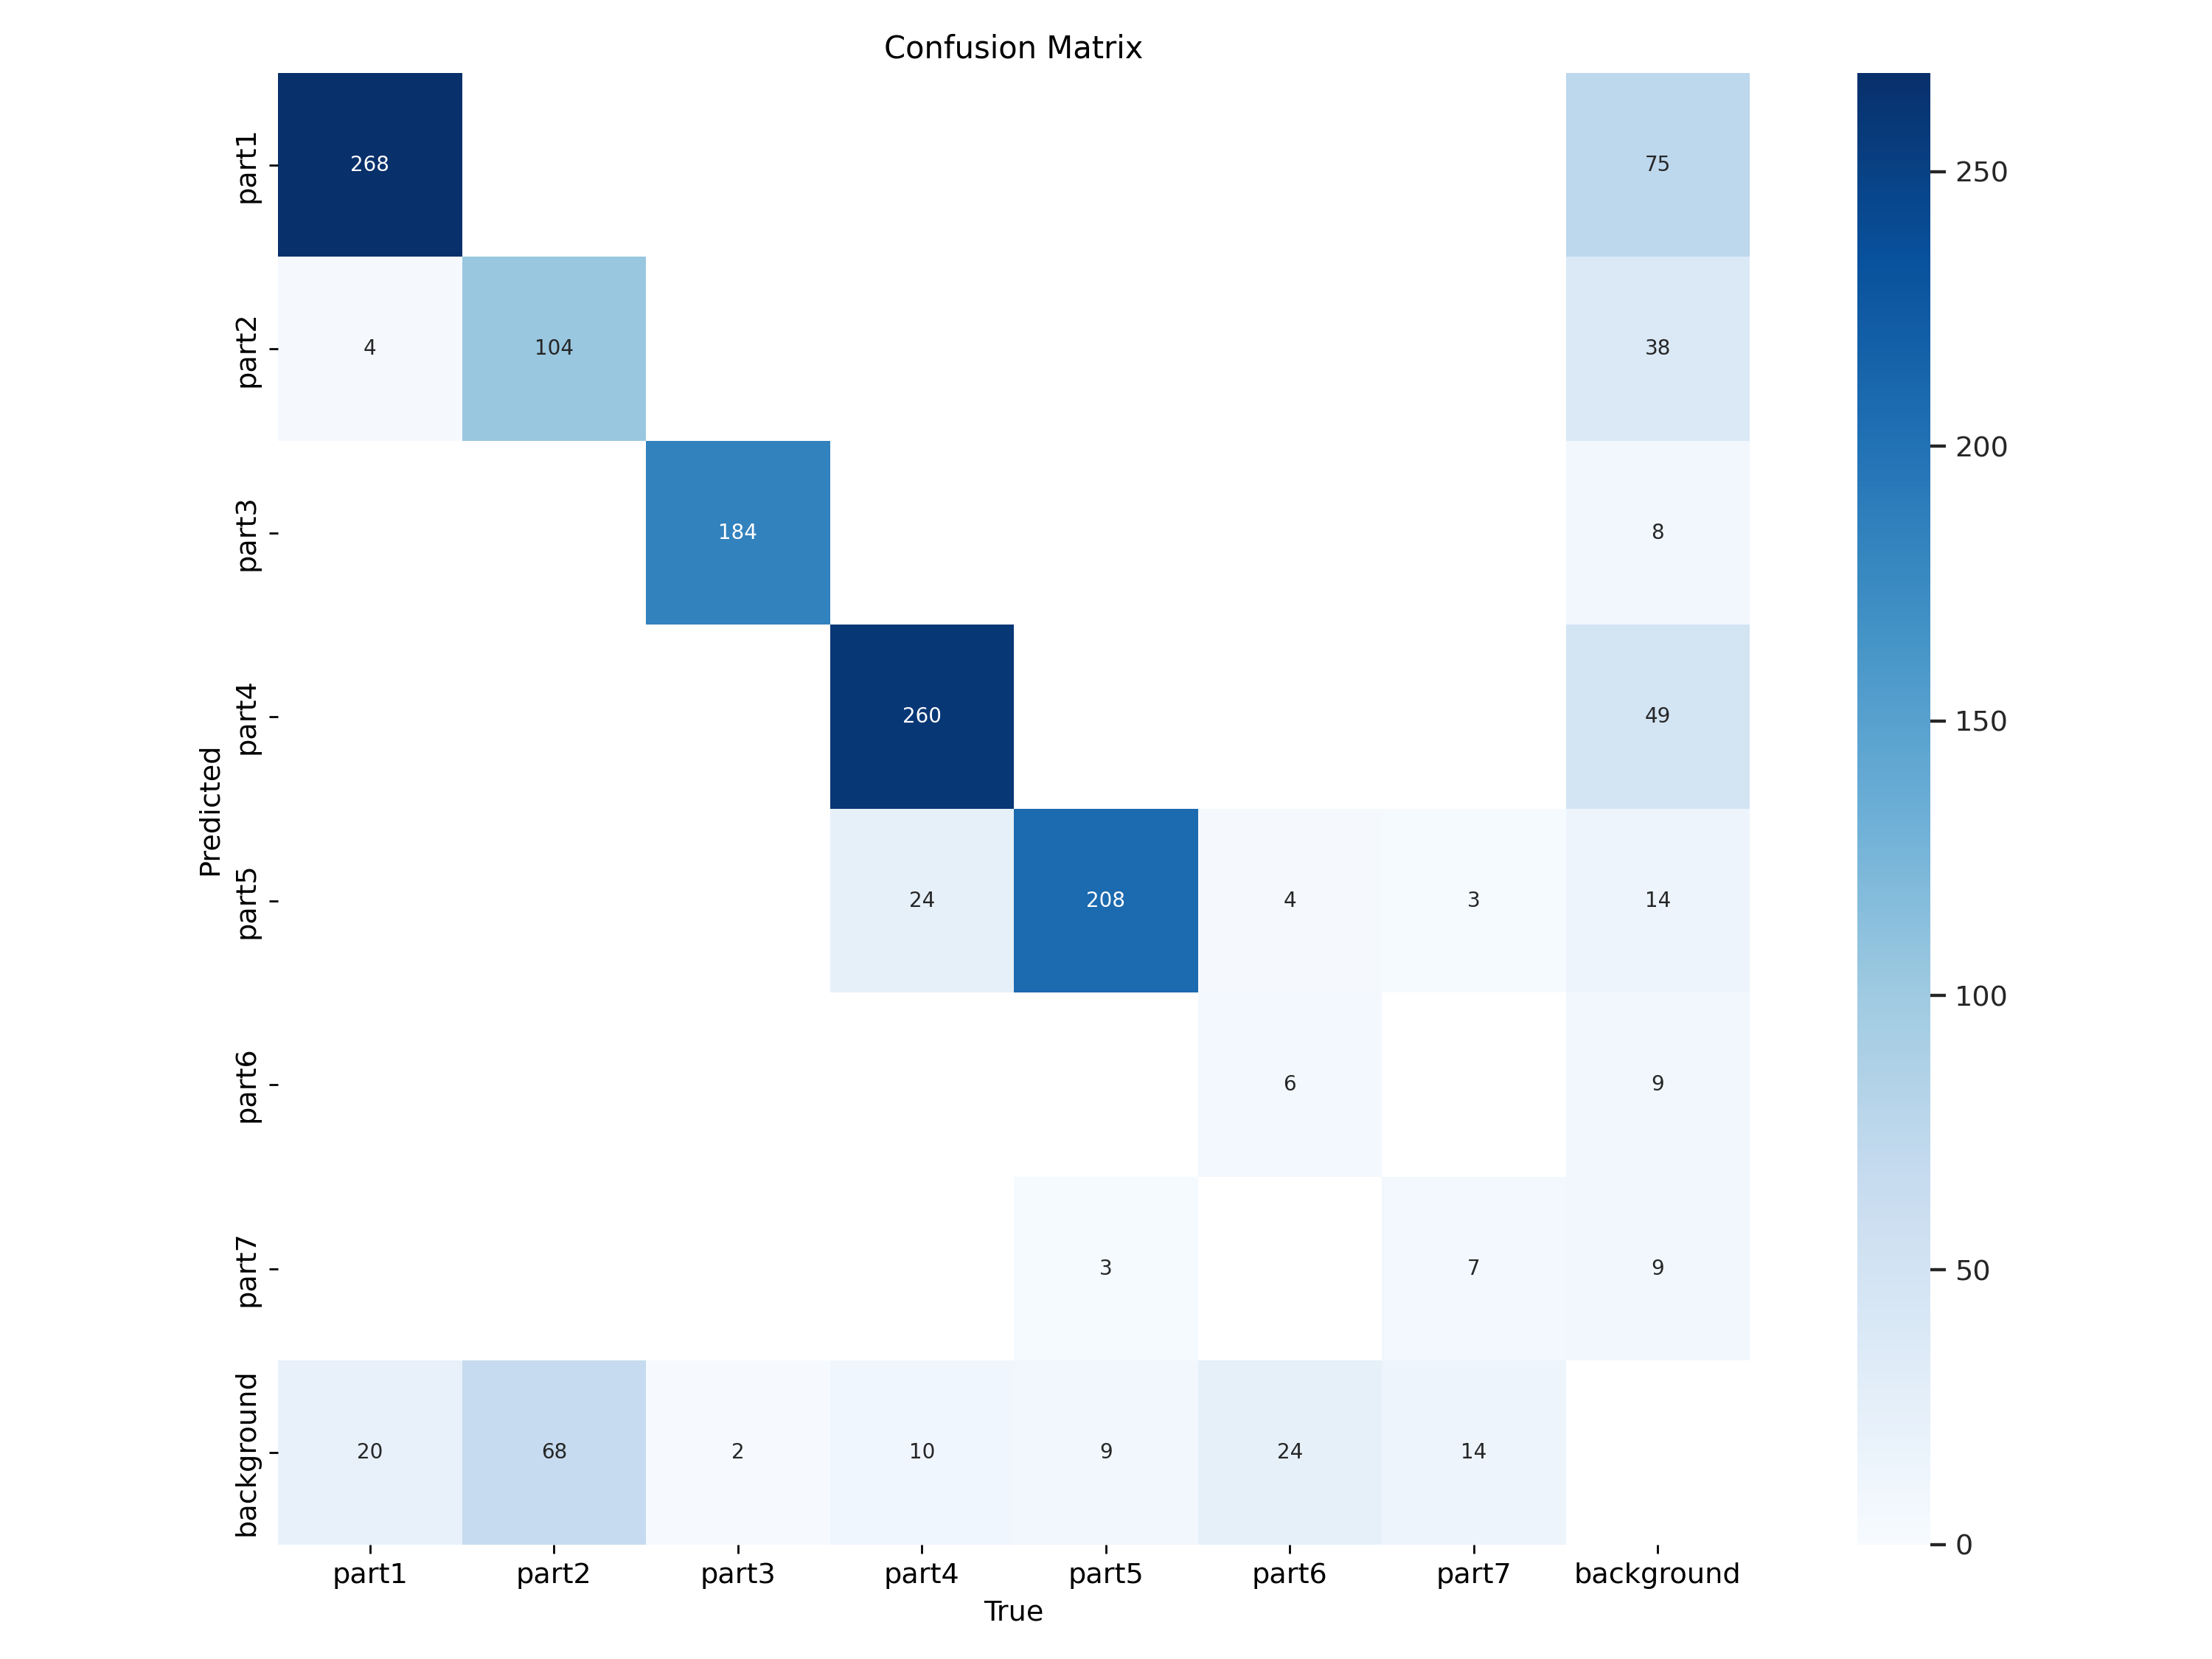 Confusion Matrix
part1
268
75
250
part2
4
104
38
200
part3
184
8
150
part4
260
49
Predicted
part5
24
208
4
3
14
100
part6
6
9
part7
3
7
9
50
background
20
68
2
10
9
24
14
0
part1
part2
part3
part4
part5
part6
part7
background
True